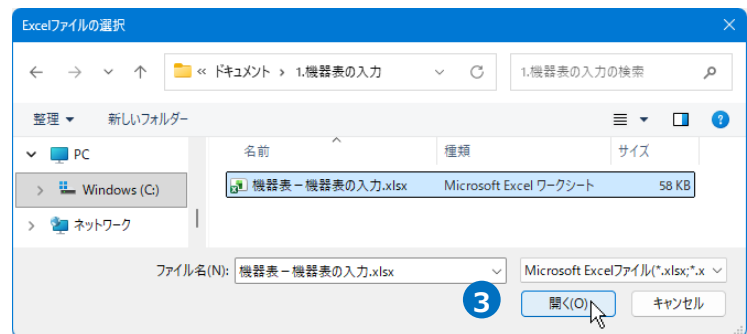 Excelファイルの選択
« ドキュメント › 1.機器表の入力
1.機器表の入力の検索
整理 新しいフォルダー
名前 種類 サイズ
PC
Windows (C:)
ネットワーク
機器表－機器表の入力.xlsx Microsoft Excel ワークシート 58 KB
ファイル名(N): 機器表－機器表の入力.xlsx Microsoft Excelファイル(*.xlsx;*.x
3 開く(O) キャンセル